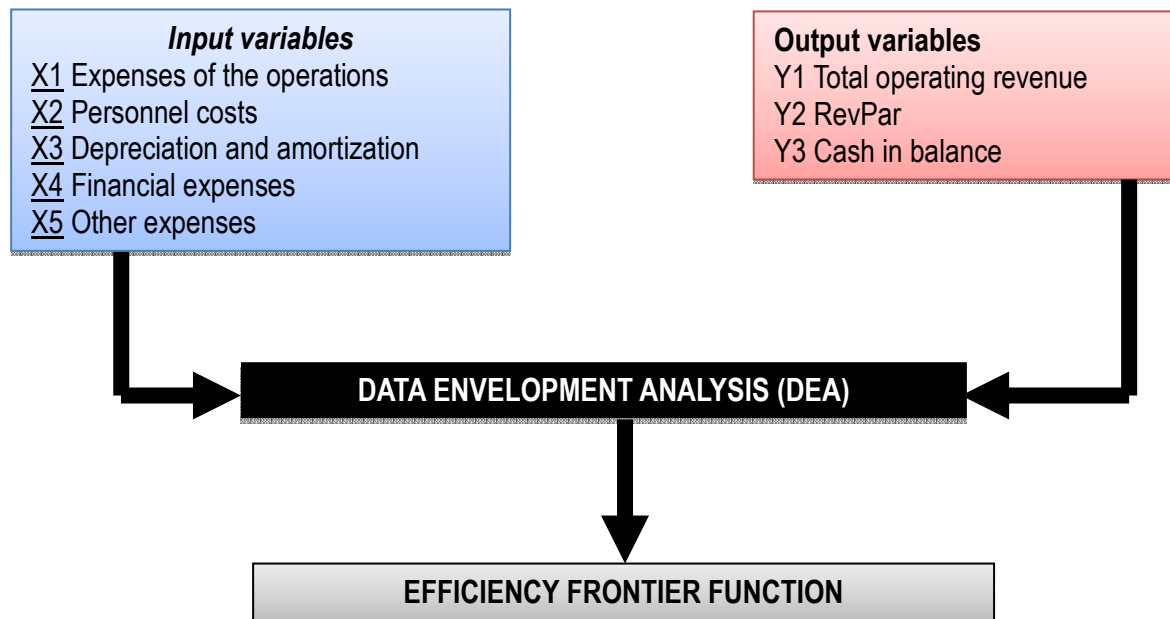 Input variables
X1 Expenses of the operations
X2 Personnel costs
X3 Depreciation and amortization
X4 Financial expenses
X5 Other expenses
Output variables
Y1 Total operating revenue
Y2 RevPar
Y3 Cash in balance
DATA ENVELOPMENT ANALYSIS (DEA)
EFFICIENCY FRONTIER FUNCTION